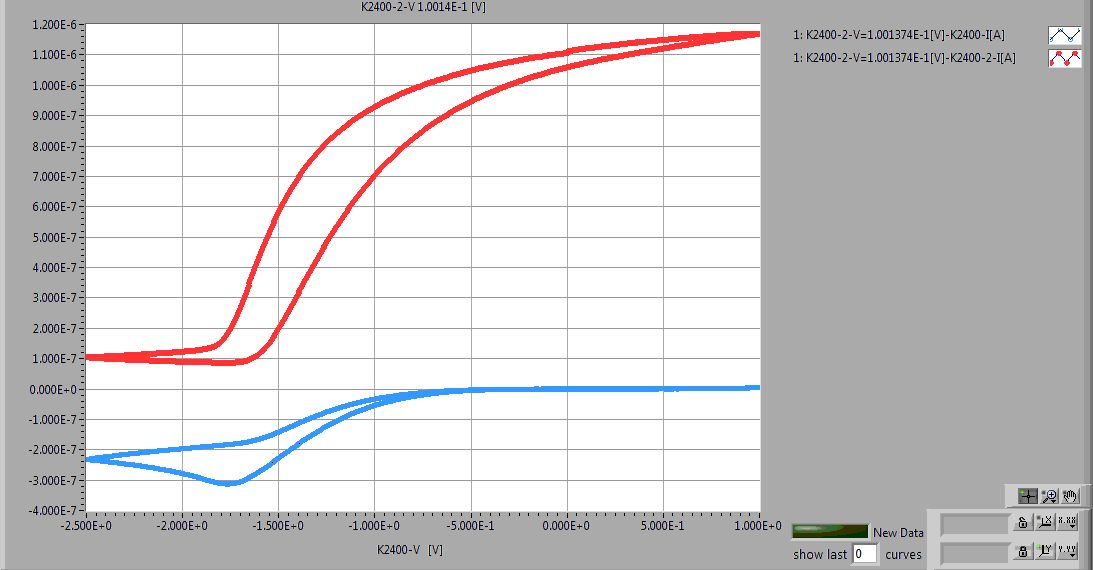 K2400-2-V 1.0014E-1 [V]
1.200E-6
1.100E-6
1.000E-6
9.000E-7
8.000E-7
7.000E-7
6.000E-7
5.000E-7
4.000E-7
3.000E-7
2.000E-7
1.000E-7
0.000E+0
-1.000E-7
-2.000E-7
-3.000E-7
-4.000E-7
-2.500E+0 -2.000E+0 -1.500E+0 -1.000E+0 -5.000E-1 0.000E+0 5.000E-1 1.000E+0
K2400-V [V]
1: K2400-2-V=1.001374E-1[V]-K2400-I[A]
1: K2400-2-V=1.001374E-1[V]-K2400-2-I[A]
New Data
show last 0 curves
X X.XX
Y Y.YY